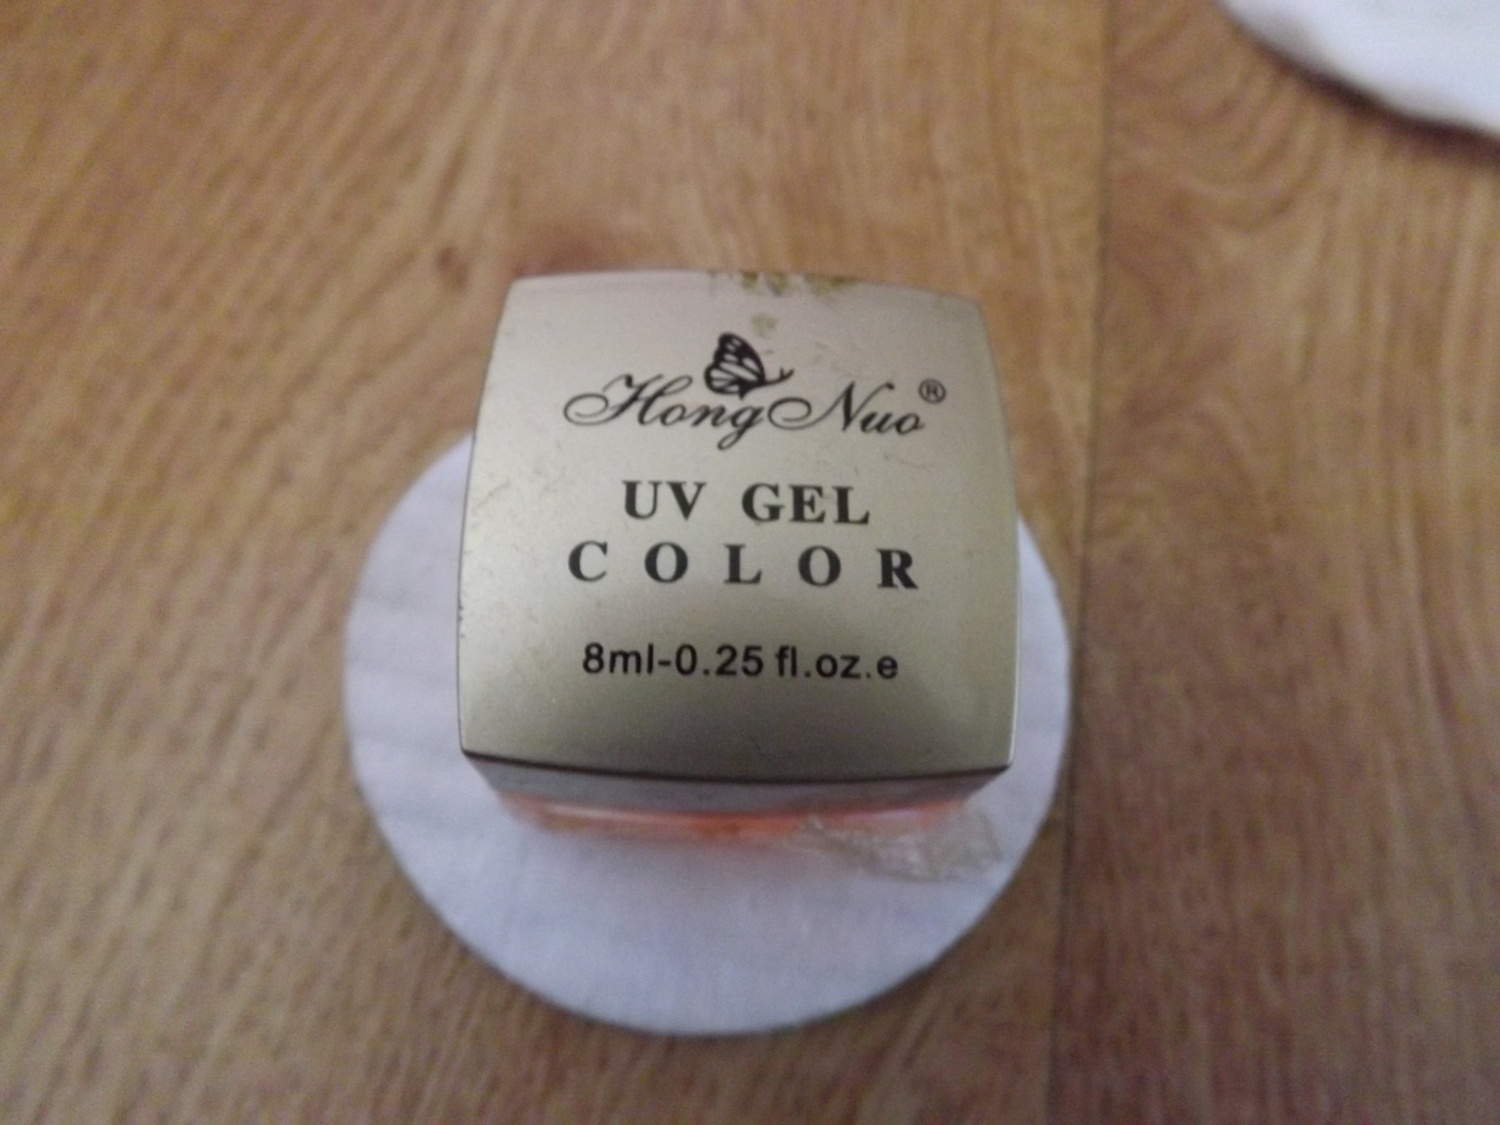 Hong Nuo®
UV GEL
COLOR
8ml-0.25 fl.oz.e